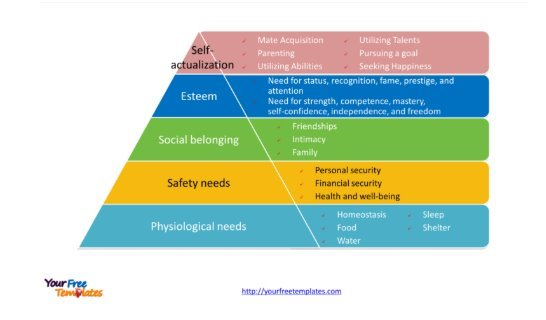 Self-
actualization
Mate Acquisition
Parenting
Utilizing Abilities
Utilizing Talents
Pursuing a goal
Seeking Happiness
Esteem
Need for status, recognition, fame, prestige, and
attention
Need for strength, competence, mastery,
self-confidence, independence, and freedom
Social belonging
Friendships
Intimacy
Family
Safety needs
Personal security
Financial security
Health and well-being
Physiological needs
Homeostasis
Food
Water
Sleep
Shelter
YourFree
Templates
http://yourfreetemplates.com